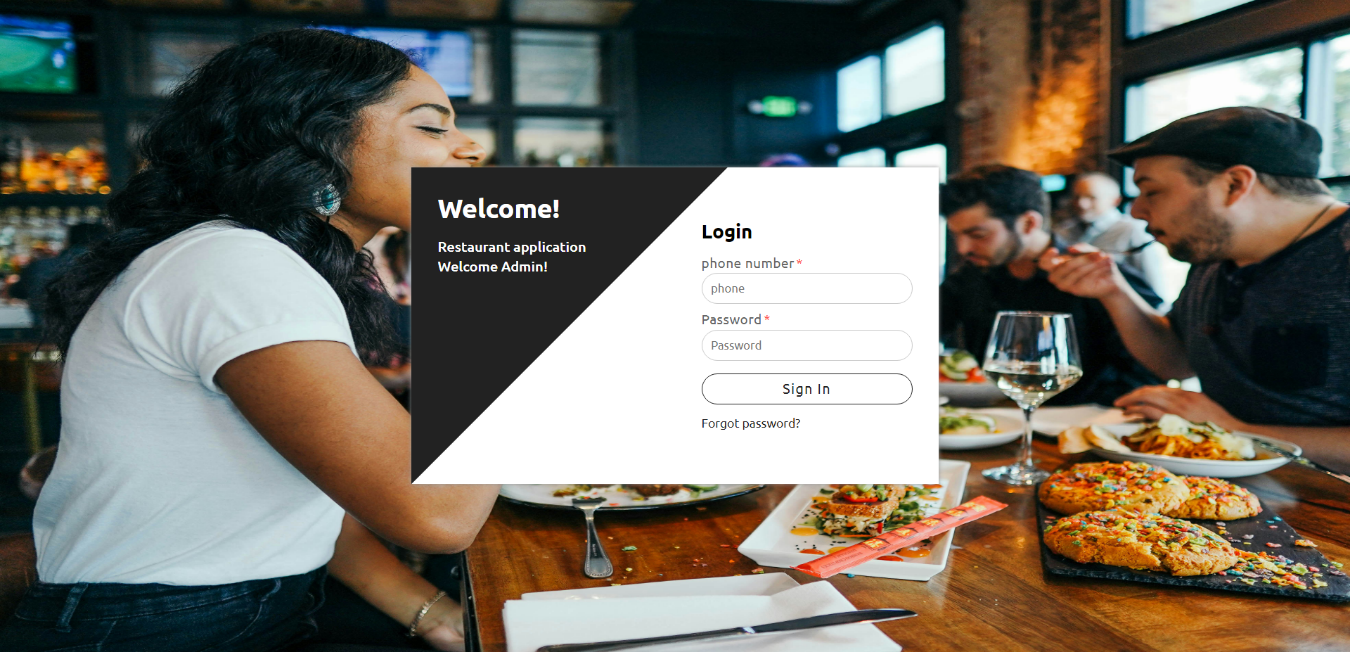 Welcome!
Restaurant application
Welcome Admin!
Login
phone number *
phone
Password *
Password
Sign In
Forgot password?